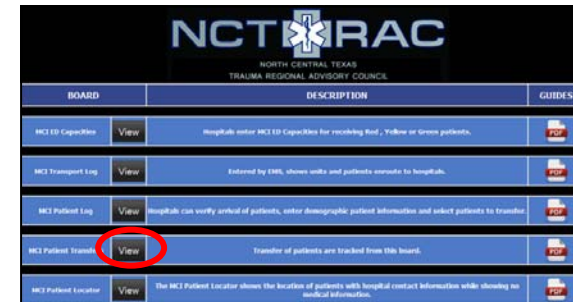 NCT RAC
NORTH CENTRAL TEXAS
TRAUMA REGIONAL ADVISORY COUNCIL
BOARD DESCRIPTION GUIDES
MCI ED Capacities View Hospitals enter MCI ED Capacities for receiving Red , Yellow or Green patients. PDF
MCI Transport Log View Entered by EMS, shows units and patients enroute to hospitals. PDF
MCI Patient Log View Hospitals can verify arrival of patients, enter demographic patient information and select patients to transfer. PDF
MCI Patient Transfer View Transfer of patients are tracked from this board. PDF
MCI Patient Locator View The MCI Patient Locator shows the location of patients with hospital contact information while showing no
medical information. PDF